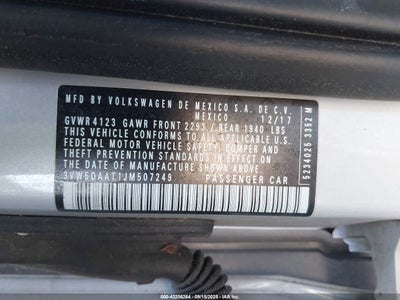 MFD. BY VOLKSWAGEN DE MEXICO S.A. DE C.V.
MEXICO 12/17
GVWR 4123 GAWR FRONT 2293 / REAR 1940 LBS
THIS VEHICLE CONFORMS TO ALL APPLICABLE U.S.
FEDERAL MOTOR VEHICLE SAFETY, BUMPER AND
THEFT PREVENTION STANDARDS IN EFFECT ON
THE DATE OF MANUFACTURE SHOWN ABOVE
3VW5DAAT1JM507249 PASSENGER CAR
5234025 3352 M
000-43206264 - 09/15/2025 - IAA Inc.